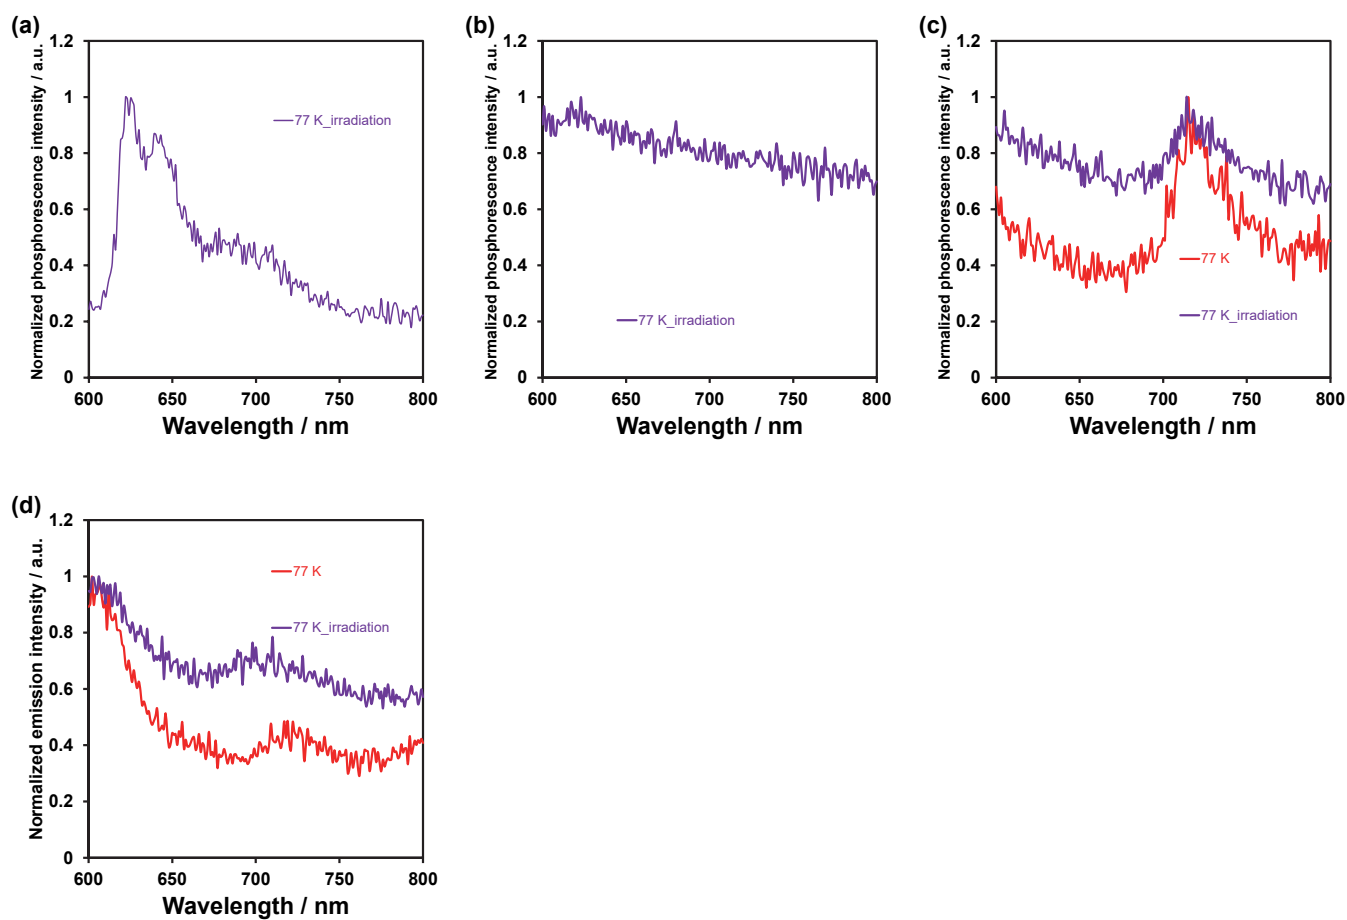 (a)
Normalized phosphorescence intensity / a.u.
1.2
1
0.8
0.6
0.4
0.2
0
77 K_irradiation
600
650
700
750
800
Wavelength / nm
(b)
Normalized phosphorescence intensity / a.u.
1.2
1
0.8
0.6
0.4
0.2
0
77 K_irradiation
600
650
700
750
800
Wavelength / nm
(c)
Normalized phosphorescence intensity / a.u.
1.2
1
0.8
0.6
0.4
0.2
0
77 K
77 K_irradiation
600
650
700
750
800
Wavelength / nm
(d)
Normalized emission intensity / a.u.
1.2
1
0.8
0.6
0.4
0.2
0
77 K
77 K_irradiation
600
650
700
750
800
Wavelength / nm